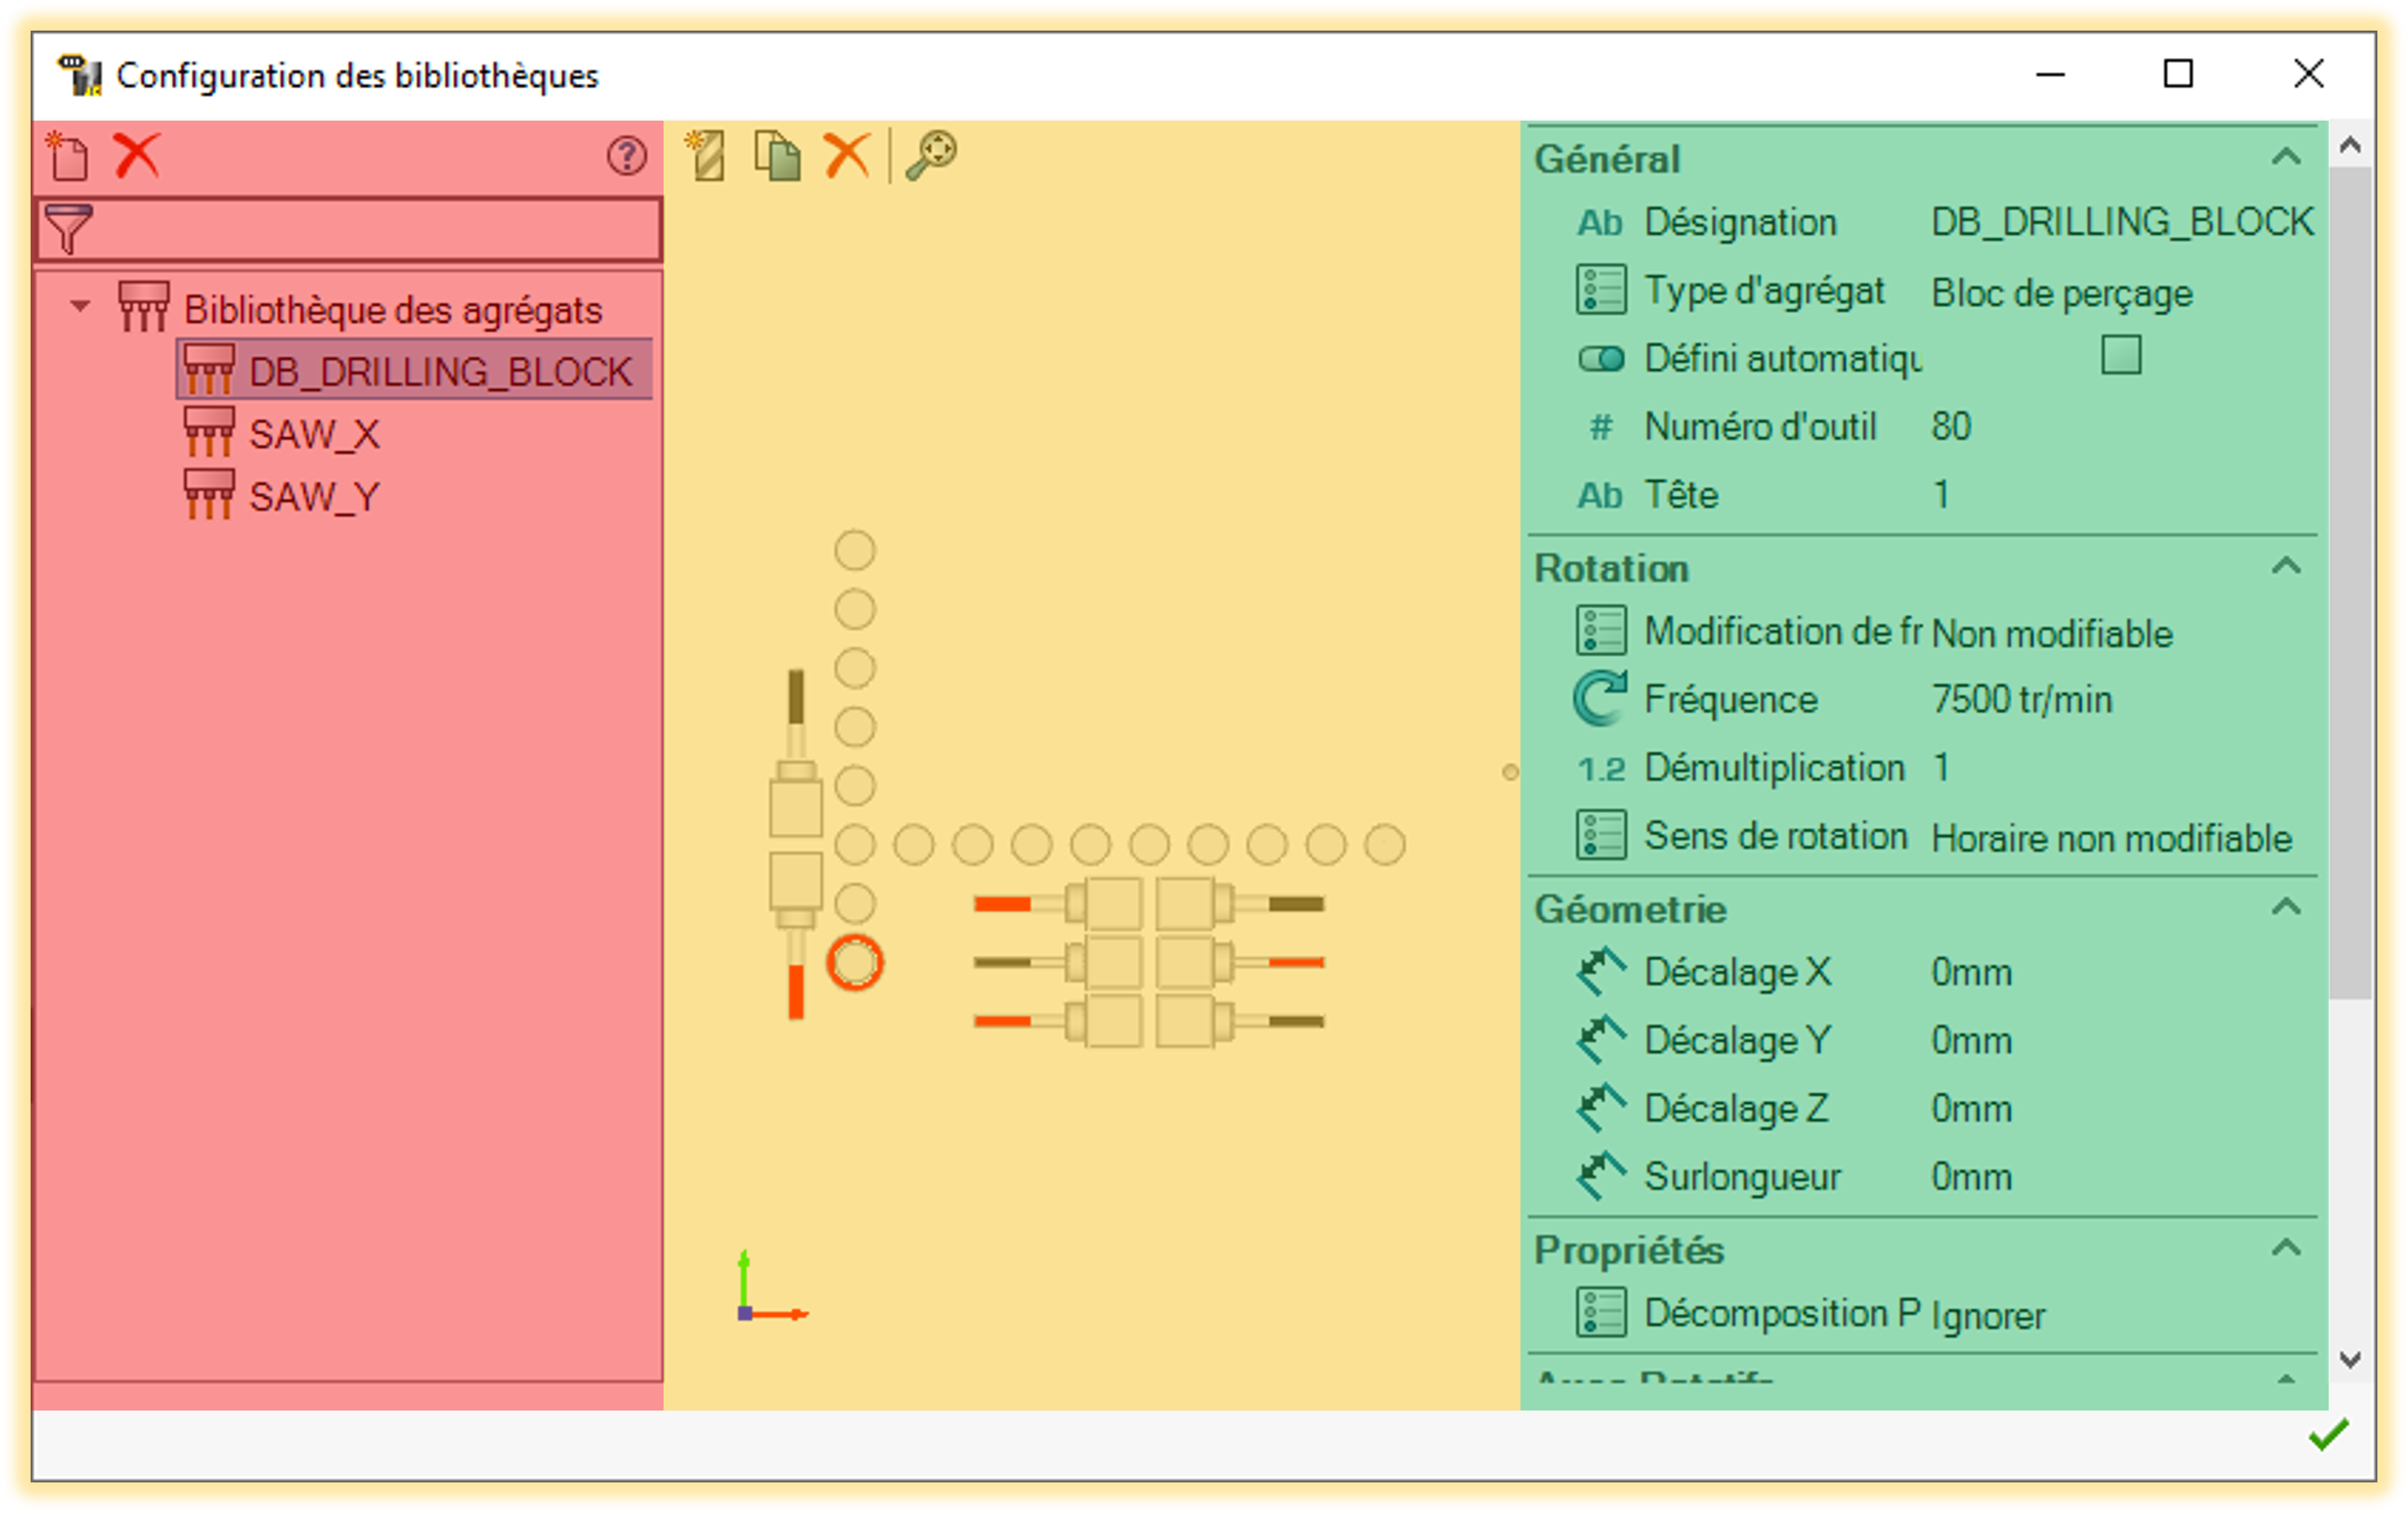 Configuration des bibliothèques
Bibliothèque des agrégats
DB_DRILLING_BLOCK
SAW_X
SAW_Y
Général
Ab Désignation DB_DRILLING_BLOCK
Type d'agrégat Bloc de perçage
Défini automatiqu
# Numéro d'outil 80
Ab Tête 1
Rotation
Modification de fr Non modifiable
Fréquence 7500 tr/min
1.2 Démultiplication 1
Sens de rotation Horaire non modifiable
Géometrie
Décalage X 0mm
Décalage Y 0mm
Décalage Z 0mm
Surlongueur 0mm
Propriétés
Décomposition P Ignorer